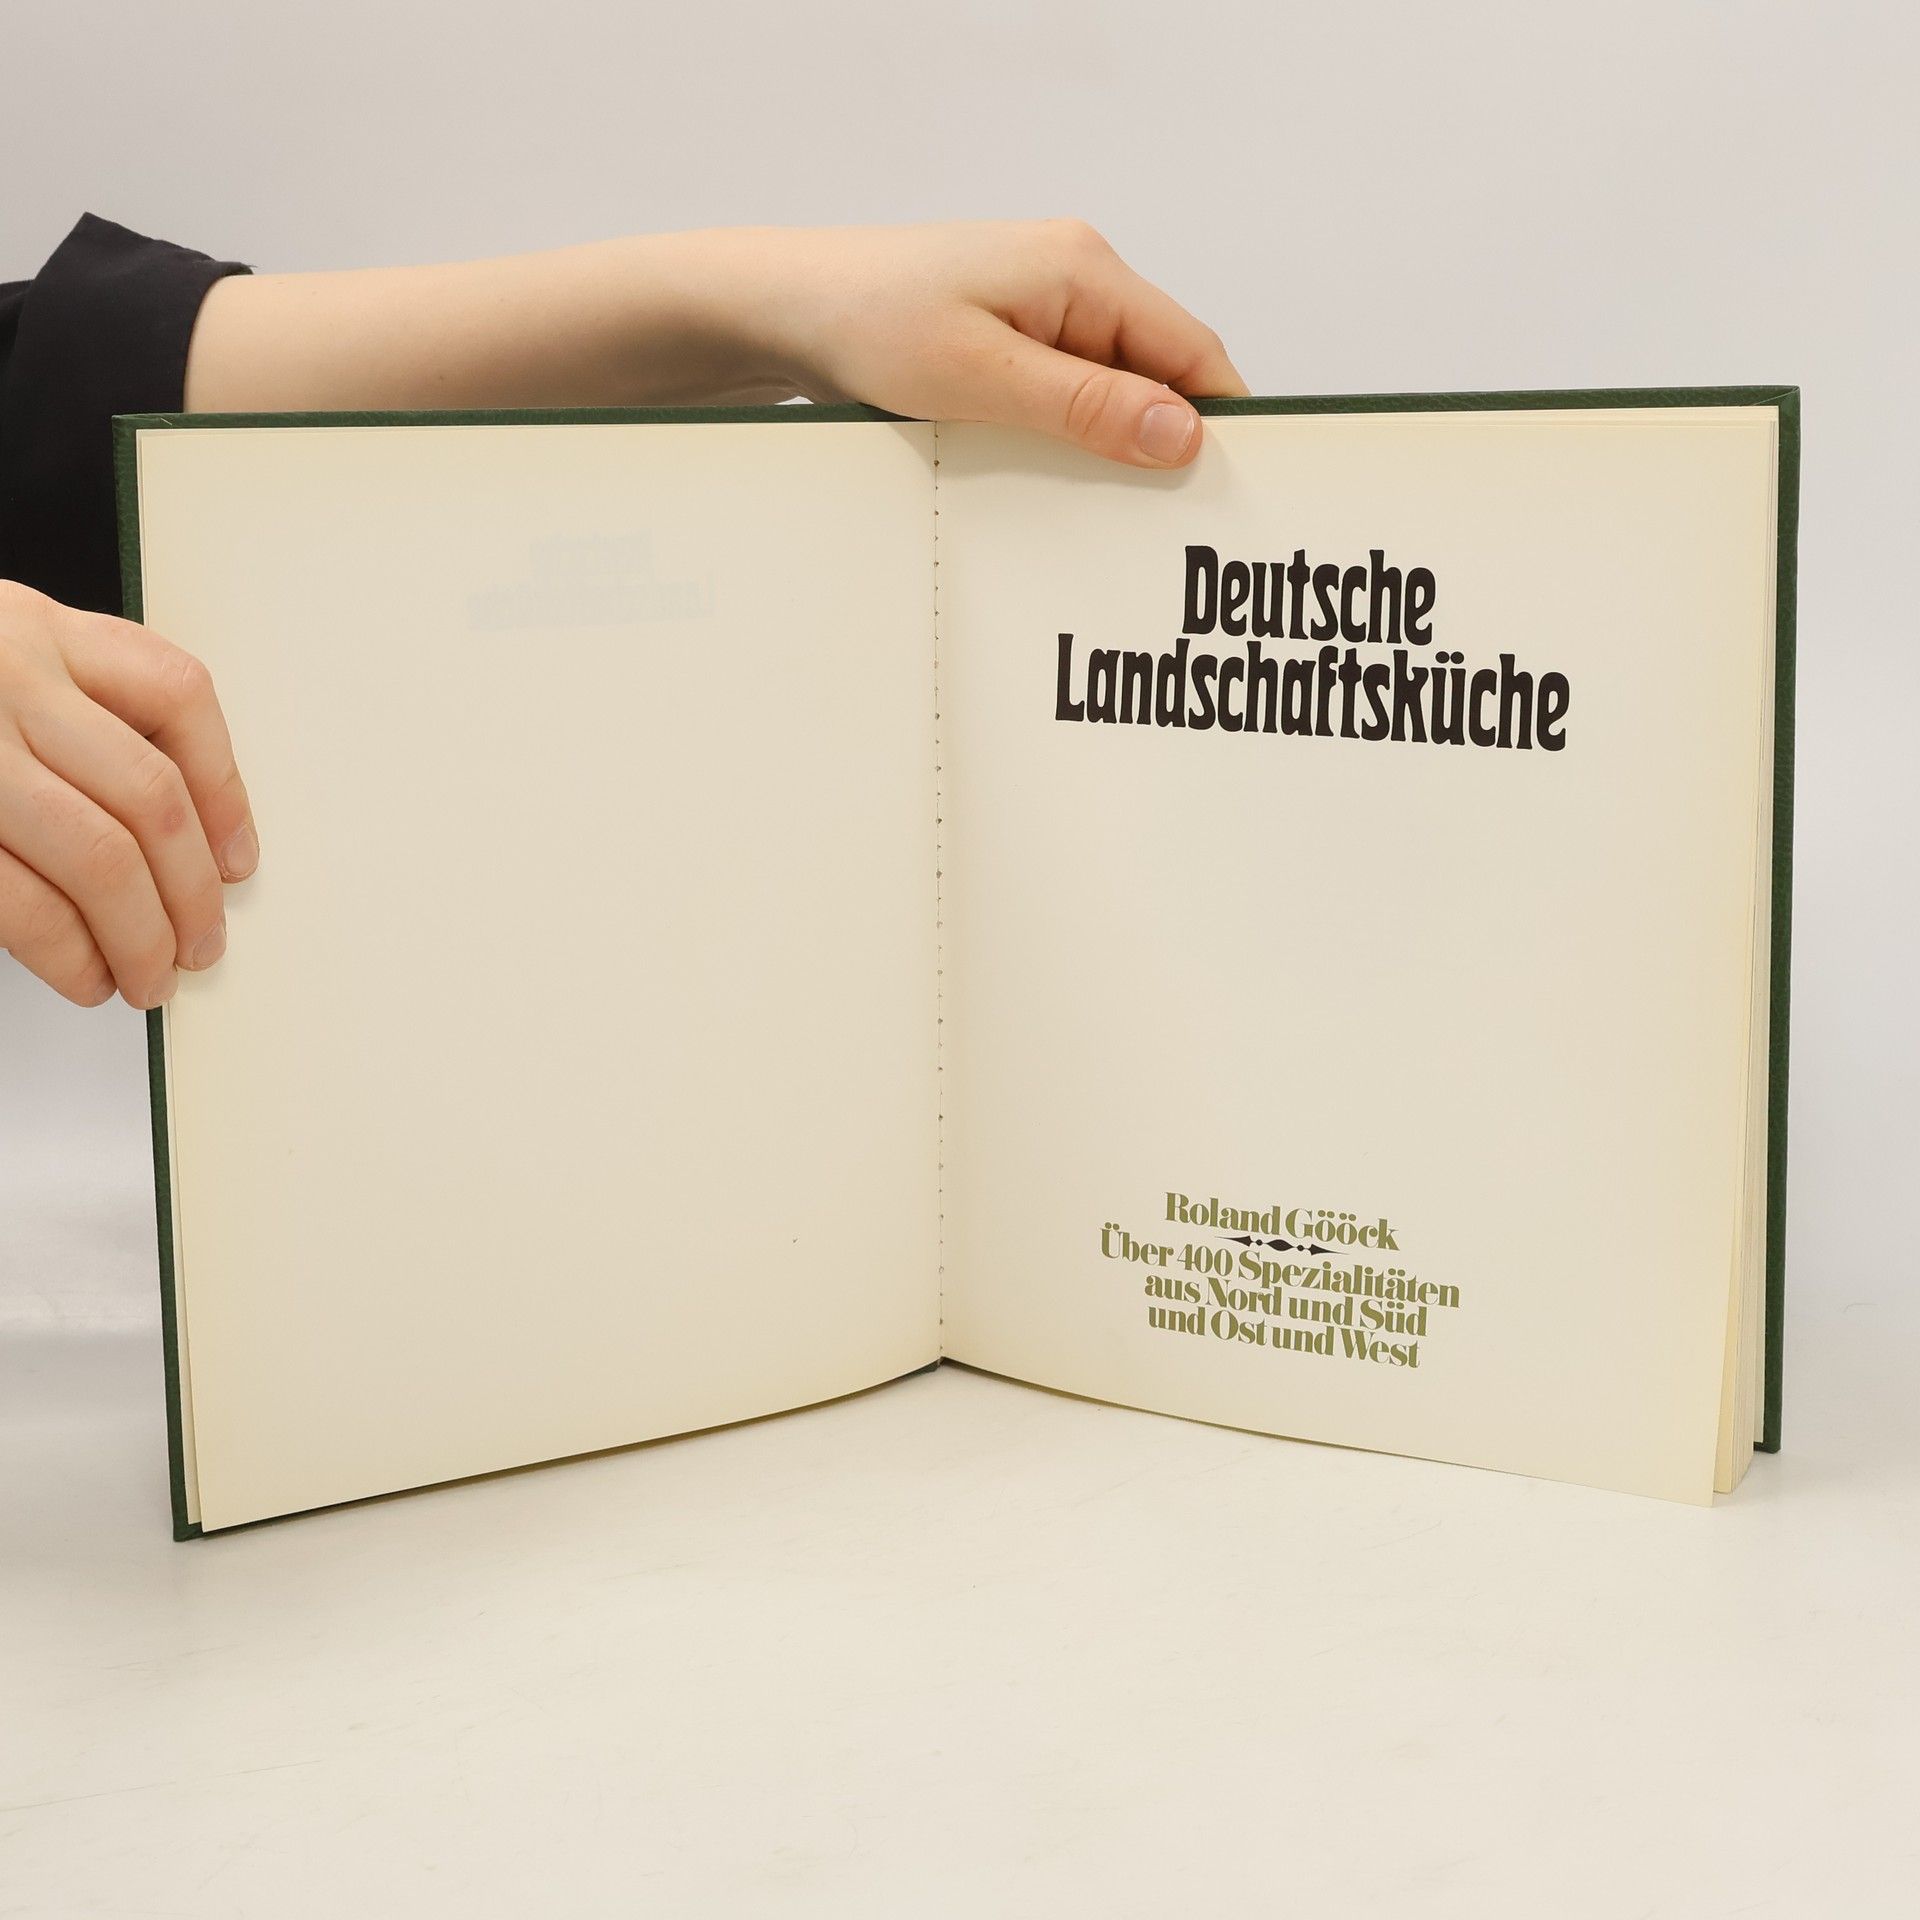 Deutsche
Landschaftsküche
Roland Gööck
Über 400 Spezialitäten
aus Nord und Süd
und Ost und West